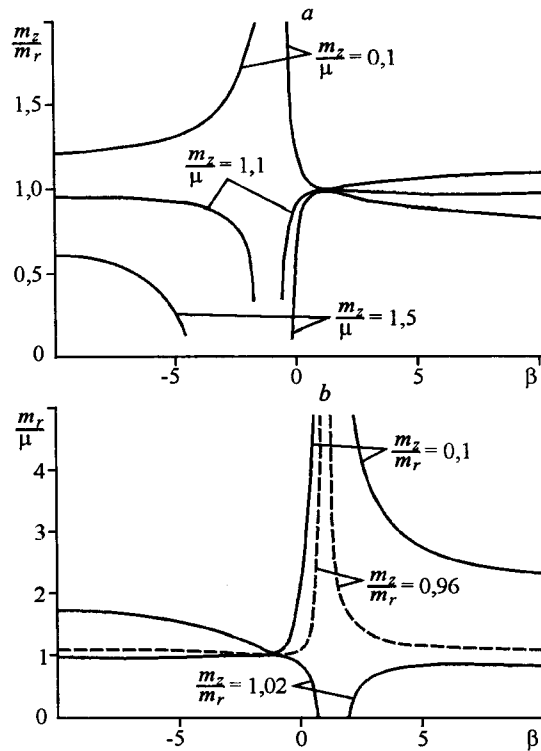 a
m_z/m_r
m_z/μ = 0,1
1,5
m_z/μ = 1,1
1,0
0,5
m_z/μ = 1,5
0
-5 0 5 β
b
m_r/μ
m_z/m_r = 0,1
4
3
m_z/m_r = 0,96
2
1
m_z/m_r = 1,02
0
-5 0 5 β